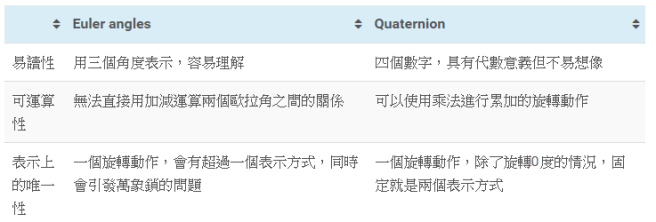 Euler angles Quaternion
易讀性 用三個角度表示，容易理解 四個數字，具有代數意義但不易想像
可運算 無法直接用加減運算兩個歐拉角之間的關係 可以使用乘法進行累加的旋轉動作
性
表示上 一個旋轉動作，會有超過一個表示方式，同時 一個旋轉動作，除了旋轉0度的情況，固
的唯一 會引發萬象鎖的問題 定就是兩個表示方式
性